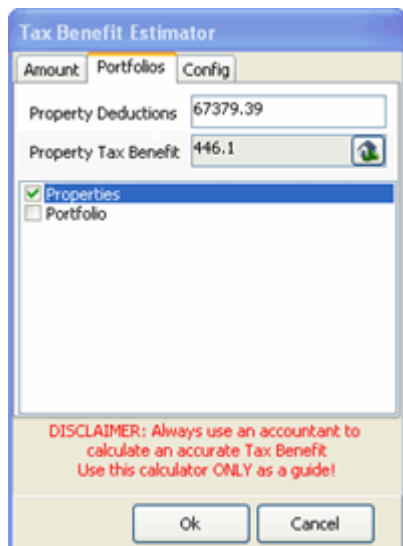 Tax Benefit Estimator
Amount Portfolios Config
Property Deductions 67379.39
Property Tax Benefit 446.1
Properties
Portfolio
DISCLAIMER: Always use an accountant to
calculate an accurate Tax Benefit
Use this calculator ONLY as a guide!
Ok Cancel